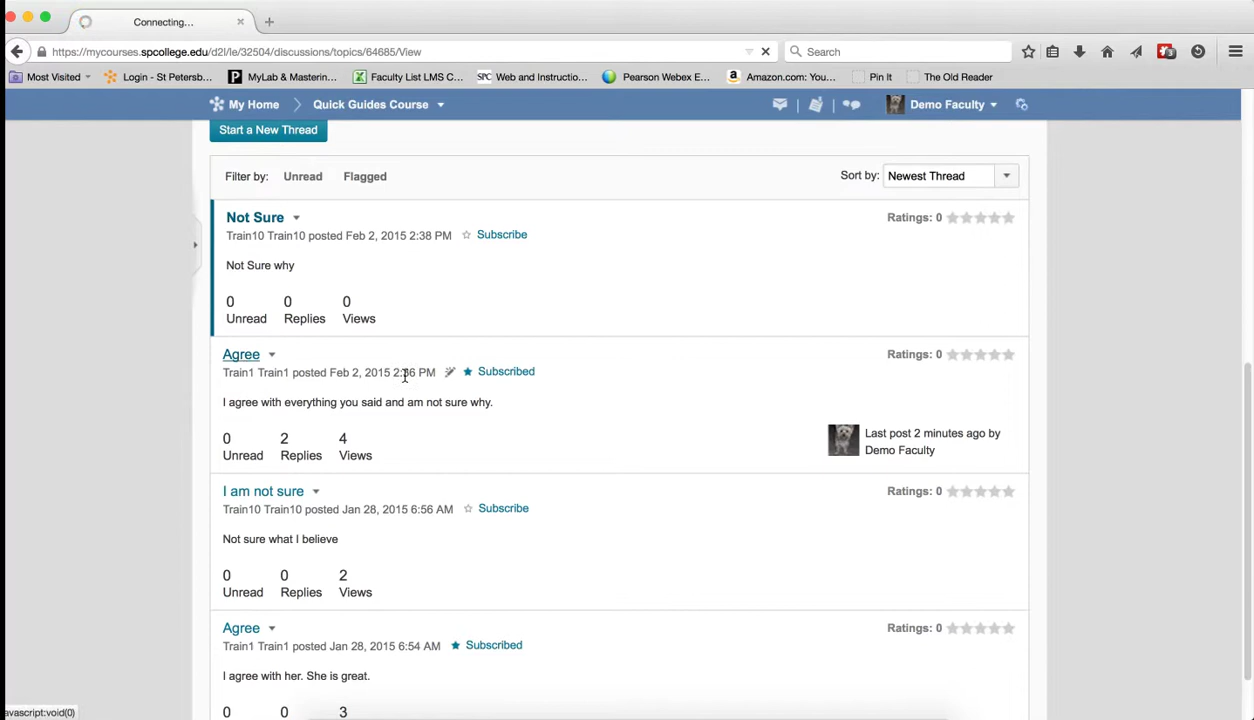 Connecting...
https://mycourses.spcollege.edu/d2l/le/32504/discussions/topics/64685/View
Search
Most Visited
Login - St Petersb...
MyLab & Mastering...
Faculty List LMS C...
SPC Web and Instructio...
Pearson Webex E...
Amazon.com: You...
Pin It
The Old Reader
My Home
Quick Guides Course
Demo Faculty
Start a New Thread
Filter by: Unread Flagged
Sort by: Newest Thread
Not Sure
Ratings: 0
Train10 Train10 posted Feb 2, 2015 2:38 PM Subscribe
Not Sure why
0 0 0
Unread Replies Views
Agree
Ratings: 0
Train1 Train1 posted Feb 2, 2015 2:36 PM Subscribed
I agree with everything you said and am not sure why.
0 2 4
Unread Replies Views
Last post 2 minutes ago by
Demo Faculty
I am not sure
Ratings: 0
Train10 Train10 posted Jan 28, 2015 6:56 AM Subscribe
Not sure what I believe
0 0 2
Unread Replies Views
Agree
Ratings: 0
Train1 Train1 posted Jan 28, 2015 6:54 AM Subscribed
I agree with her. She is great.
0 0 3
avascript:void(0)